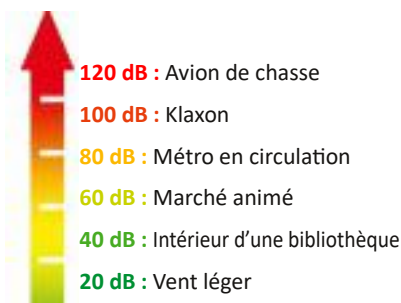 120 dB : Avion de chasse
100 dB : Klaxon
80 dB : Métro en circulation
60 dB : Marché animé
40 dB : Intérieur d’une bibliothèque
20 dB : Vent léger